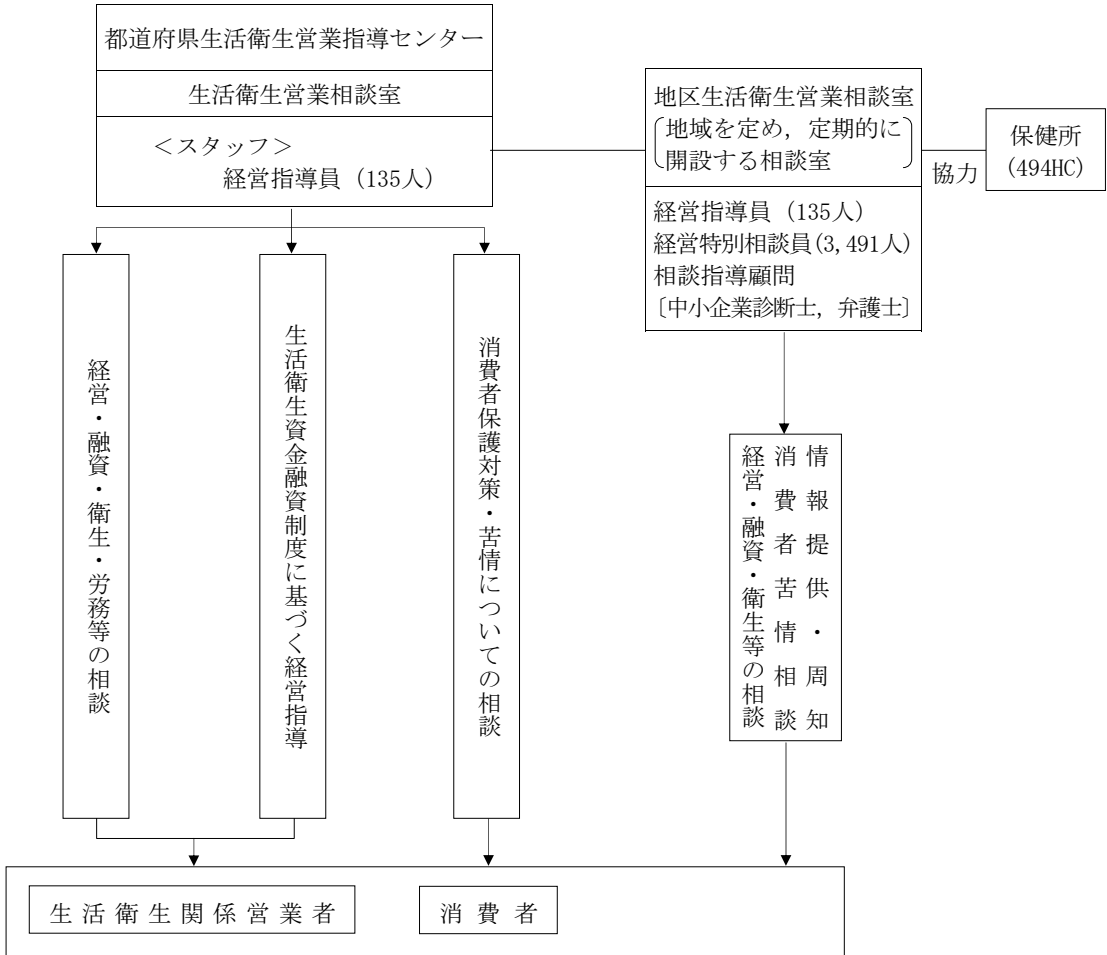 都道府県生活衛生営業指導センター
生活衛生営業相談室
＜スタッフ＞
経営指導員（135人）
地区生活衛生営業相談室
〔地域を定め，定期的に
開設する相談室〕
経営指導員（135人）
経営特別相談員（3,491人）
相談指導顧問
〔中小企業診断士，弁護士〕
協力
保健所
(494HC)
経営・融資・衛生・労務等の相談
生活衛生資金融資制度に基づく経営指導
消費者保護対策・苦情についての相談
情報提供・周知
消費者苦情相談
経営・融資・衛生等の相談
生活衛生関係営業者
消費者